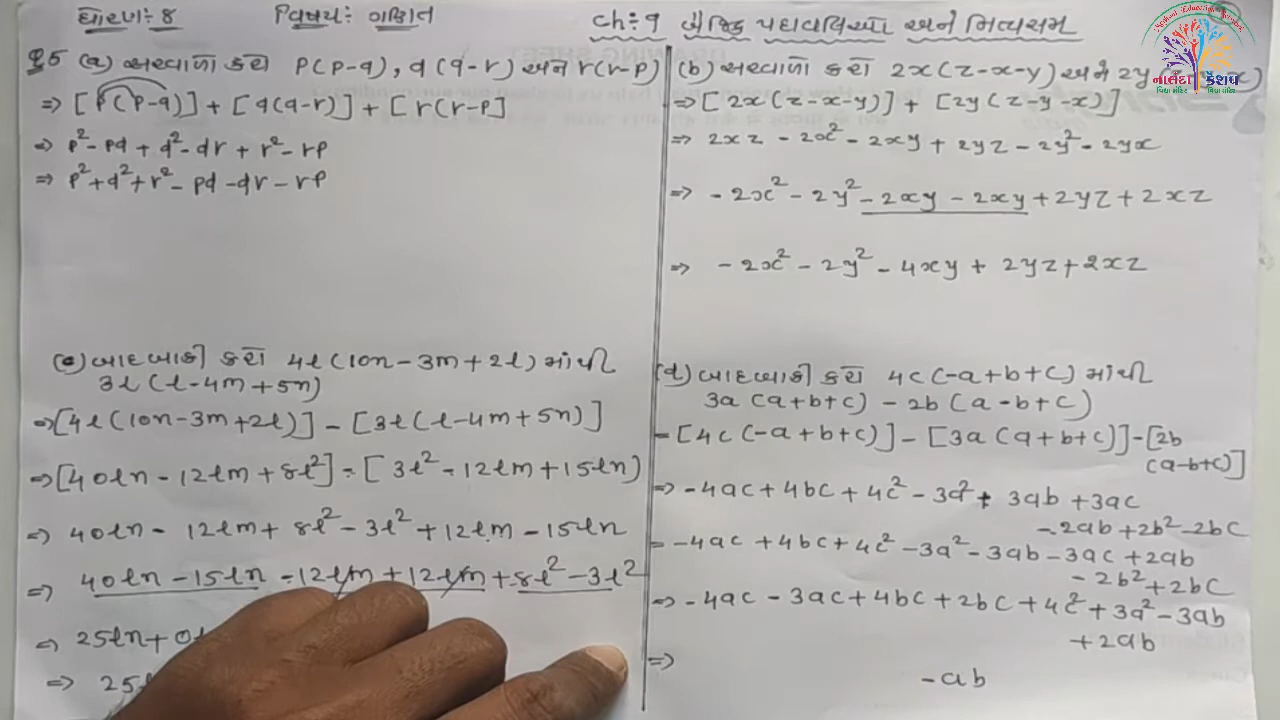 ધોરણ:- ૪ વિષય:- ગણિત Ch:- 9 બૈજિક પદાવલિઓ અને નિત્યસમ
Q5 (a) સરવાળો કરો P(P-q), q(q-r) અને r(r-p)
⇒ [P(P-q)] + [q(q-r)] + [r(r-p]
⇒ p² - pq + q² - qr + r² - rp
⇒ p² + q² + r² - pq - qr - rp
(b) સરવાળો કરો 2x(z-x-y) અને 2y
⇒ [2x(z-x-y)] + [2y(z-y-x)]
⇒ 2xz - 2x² - 2xy + 2yz - 2y² - 2yx
⇒ -2x² - 2y² - 2xy - 2xy + 2yz + 2xz
⇒ -2x² - 2y² - 4xy + 2yz + 2xz
(c) બાદબાકી કરો 4l(10n-3m+2l) માંથી
3l(l-4m+5n)
⇒ [4l(10n-3m+2l)] - [3l(l-4m+5n)]
⇒ [40ln - 12lm + 8l²] - [3l² - 12lm + 15ln)
⇒ 40ln - 12lm + 8l² - 3l² + 12lm - 15ln
⇒ 40ln - 15ln - 12lm + 12lm + 8l² - 3l²
⇒ 25ln + 0
⇒ 25
(d) બાદબાકી કરો 4c(-a+b+c) માંથી
3a(a+b+c) - 2b(a-b+c)
= [4c(-a+b+c)] - [3a(a+b+c)] - [2b
(a-b+c)]
⇒ -4ac + 4bc + 4c² - 3a² + 3ab + 3ac
- 2ab + 2b² - 2bc
= -4ac + 4bc + 4c² - 3a² - 3ab - 3ac + 2ab
- 2b² + 2bc
⇒ -4ac - 3ac + 4bc + 2bc + 4c² + 3a² - 3ab
+ 2ab
⇒
-ab